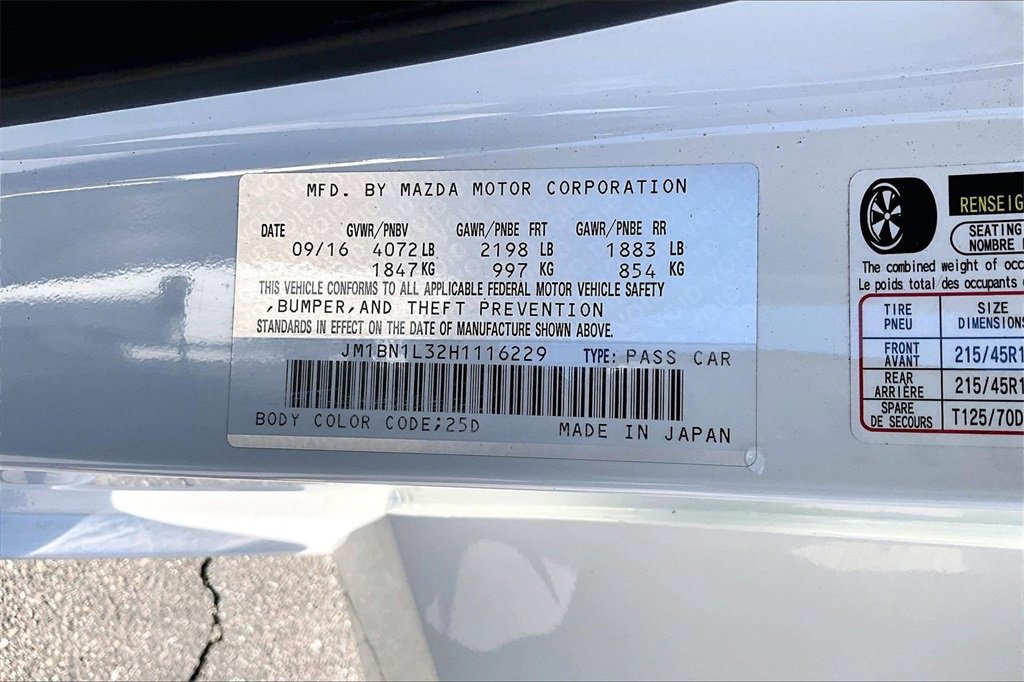 MFD. BY MAZDA MOTOR CORPORATION
DATE GVWR/PNBV GAWR/PNBE FRT GAWR/PNBE RR
09/16 4072 LB 2198 LB 1883 LB
1847 KG 997 KG 854 KG
THIS VEHICLE CONFORMS TO ALL APPLICABLE FEDERAL MOTOR VEHICLE SAFETY
,BUMPER,AND THEFT PREVENTION
STANDARDS IN EFFECT ON THE DATE OF MANUFACTURE SHOWN ABOVE.
JM1BN1L32H1116229 TYPE: PASS CAR
BODY COLOR CODE;25D MADE IN JAPAN
RENSEIG
SEATING
NOMBRE
The combined weight of occ
Le poids total des occupants
TIRE SIZE
PNEU DIMENSIONS
FRONT
AVANT 215/45R1
REAR
ARRIÈRE 215/45R1
SPARE
DE SECOURS T125/70D